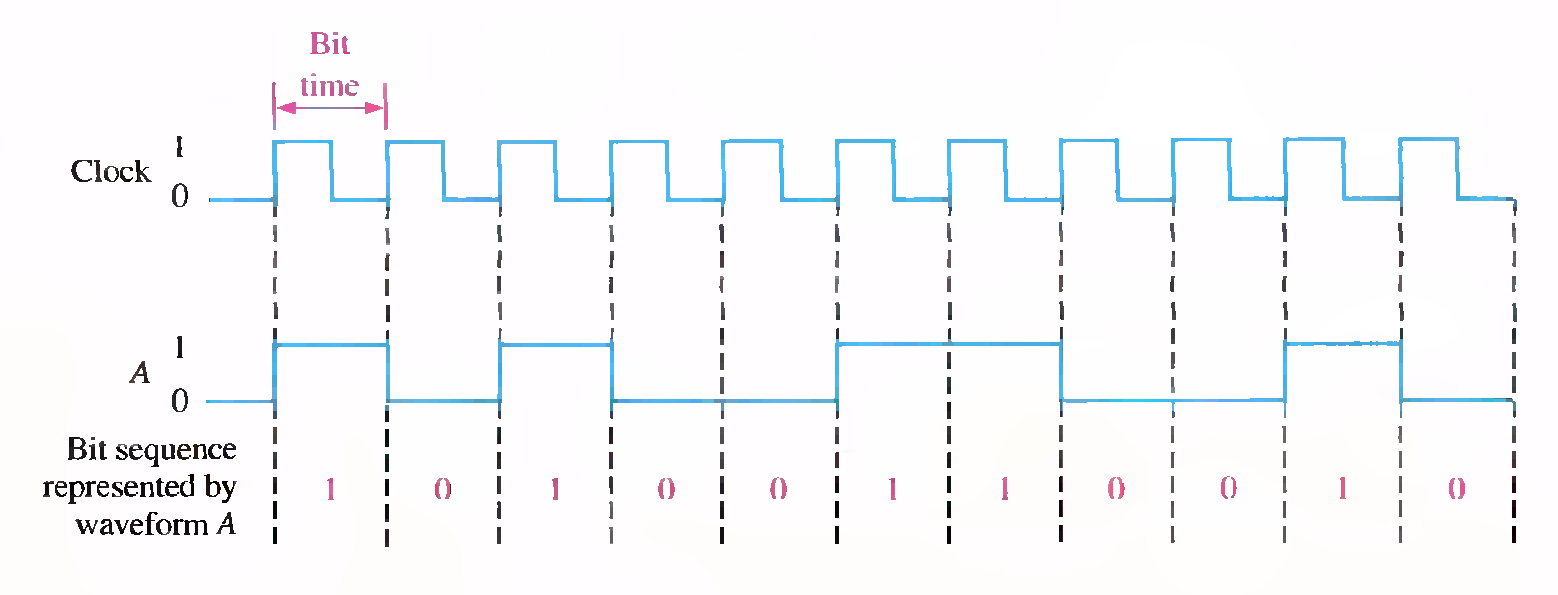 Bit
time
1
Clock
0
1
A
0
Bit sequence
represented by
waveform A
1 0 1 0 0 1 1 0 0 1 0